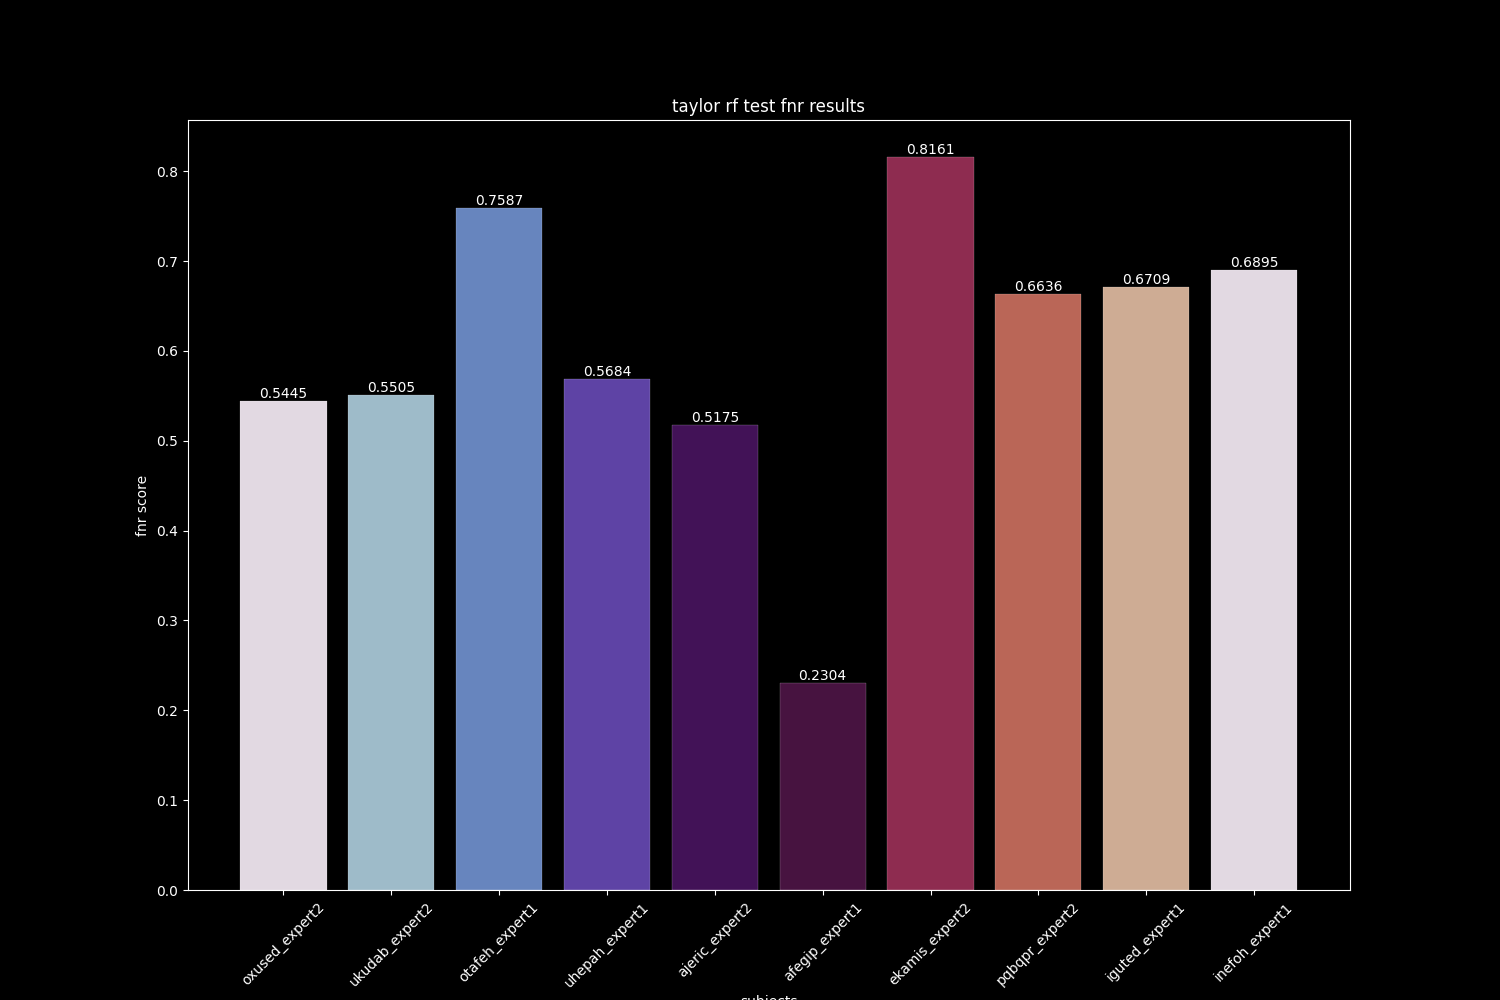 taylor rf test fnr results
0.8161
0.8
0.7587
0.7
0.6895
0.6709
0.6636
0.6
0.5684
0.5505
0.5445
0.5175
0.5
fnr score
0.4
0.3
0.2304
0.2
0.1
0.0
oxused_expert2
ukudab_expert2
otafeh_expert1
uhepah_expert1
ajeric_expert2
afegip_expert1
ekamis_expert2
pqbqpr_expert2
iguted_expert1
inefoh_expert1
subjects